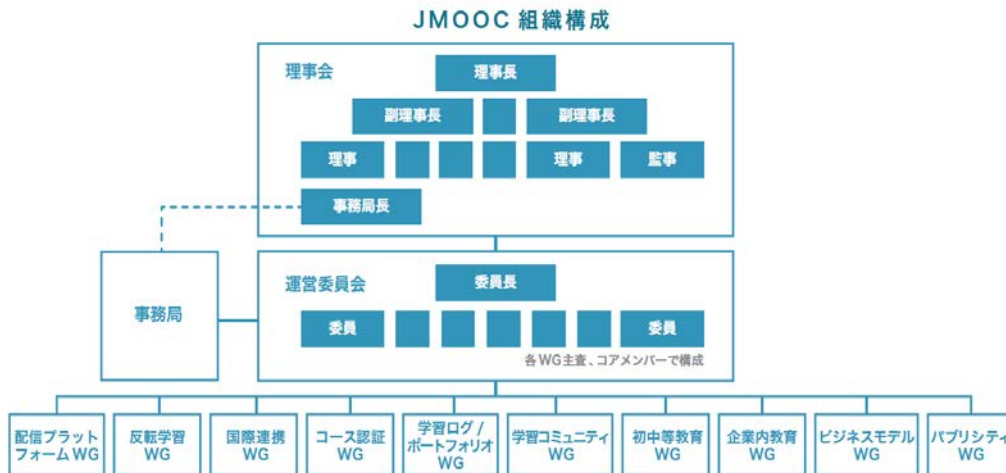 JMOOC 組織構成
理事会
理事長
副理事長
副理事長
理事
理事
監事
事務局長
事務局
運営委員会
委員長
委員
委員
各WG主査、コアメンバーで構成
配信プラット
フォームWG
反転学習
WG
国際連携
WG
コース認証
WG
学習ログ /
ポートフォリオ
WG
学習コミュニティ
WG
初中等教育
WG
企業内教育
WG
ビジネスモデル
WG
パブリシティ
WG